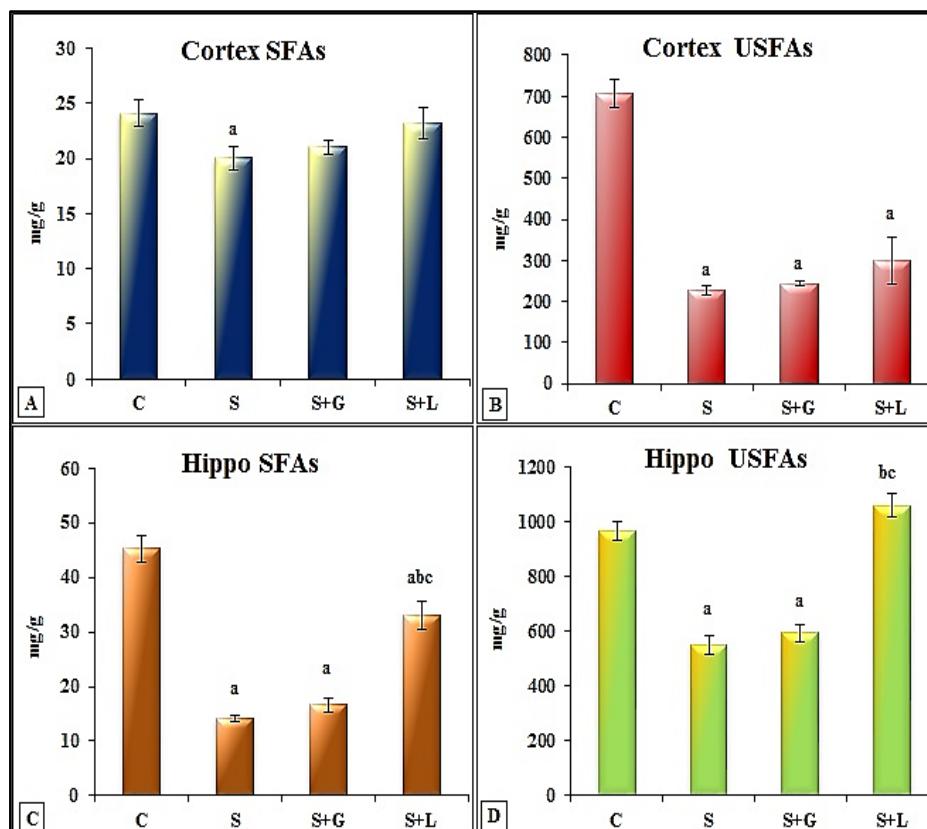 Cortex SFAs
30
25
20
15
10
5
0
mg/g
a
C S S+G S+L
A
Cortex USFAs
800
700
600
500
400
300
200
100
0
mg/g
a a a
C S S+G S+L
B
Hippo SFAs
60
50
40
30
20
10
0
mg/g
a a abc
C S S+G S+L
C
Hippo USFAs
1200
1000
800
600
400
200
0
mg/g
a a bc
C S S+G S+L
D